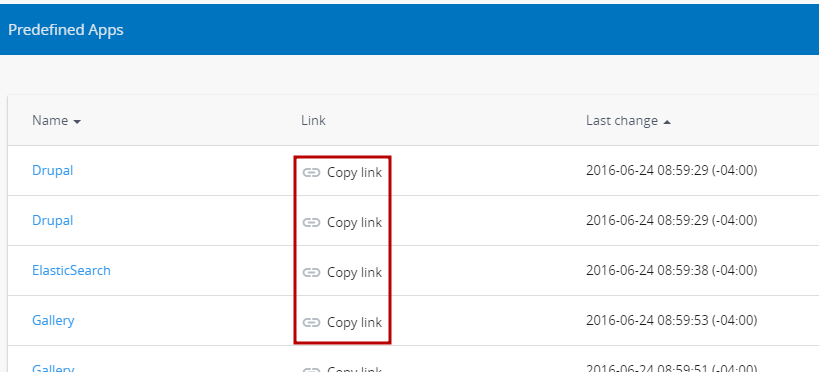 Predefined Apps
Name Link Last change
Drupal Copy link 2016-06-24 08:59:29 (-04:00)
Drupal Copy link 2016-06-24 08:59:29 (-04:00)
ElasticSearch Copy link 2016-06-24 08:59:38 (-04:00)
Gallery Copy link 2016-06-24 08:59:53 (-04:00)
Gallery Copy link 2016-06-24 08:59:51 (-04:00)